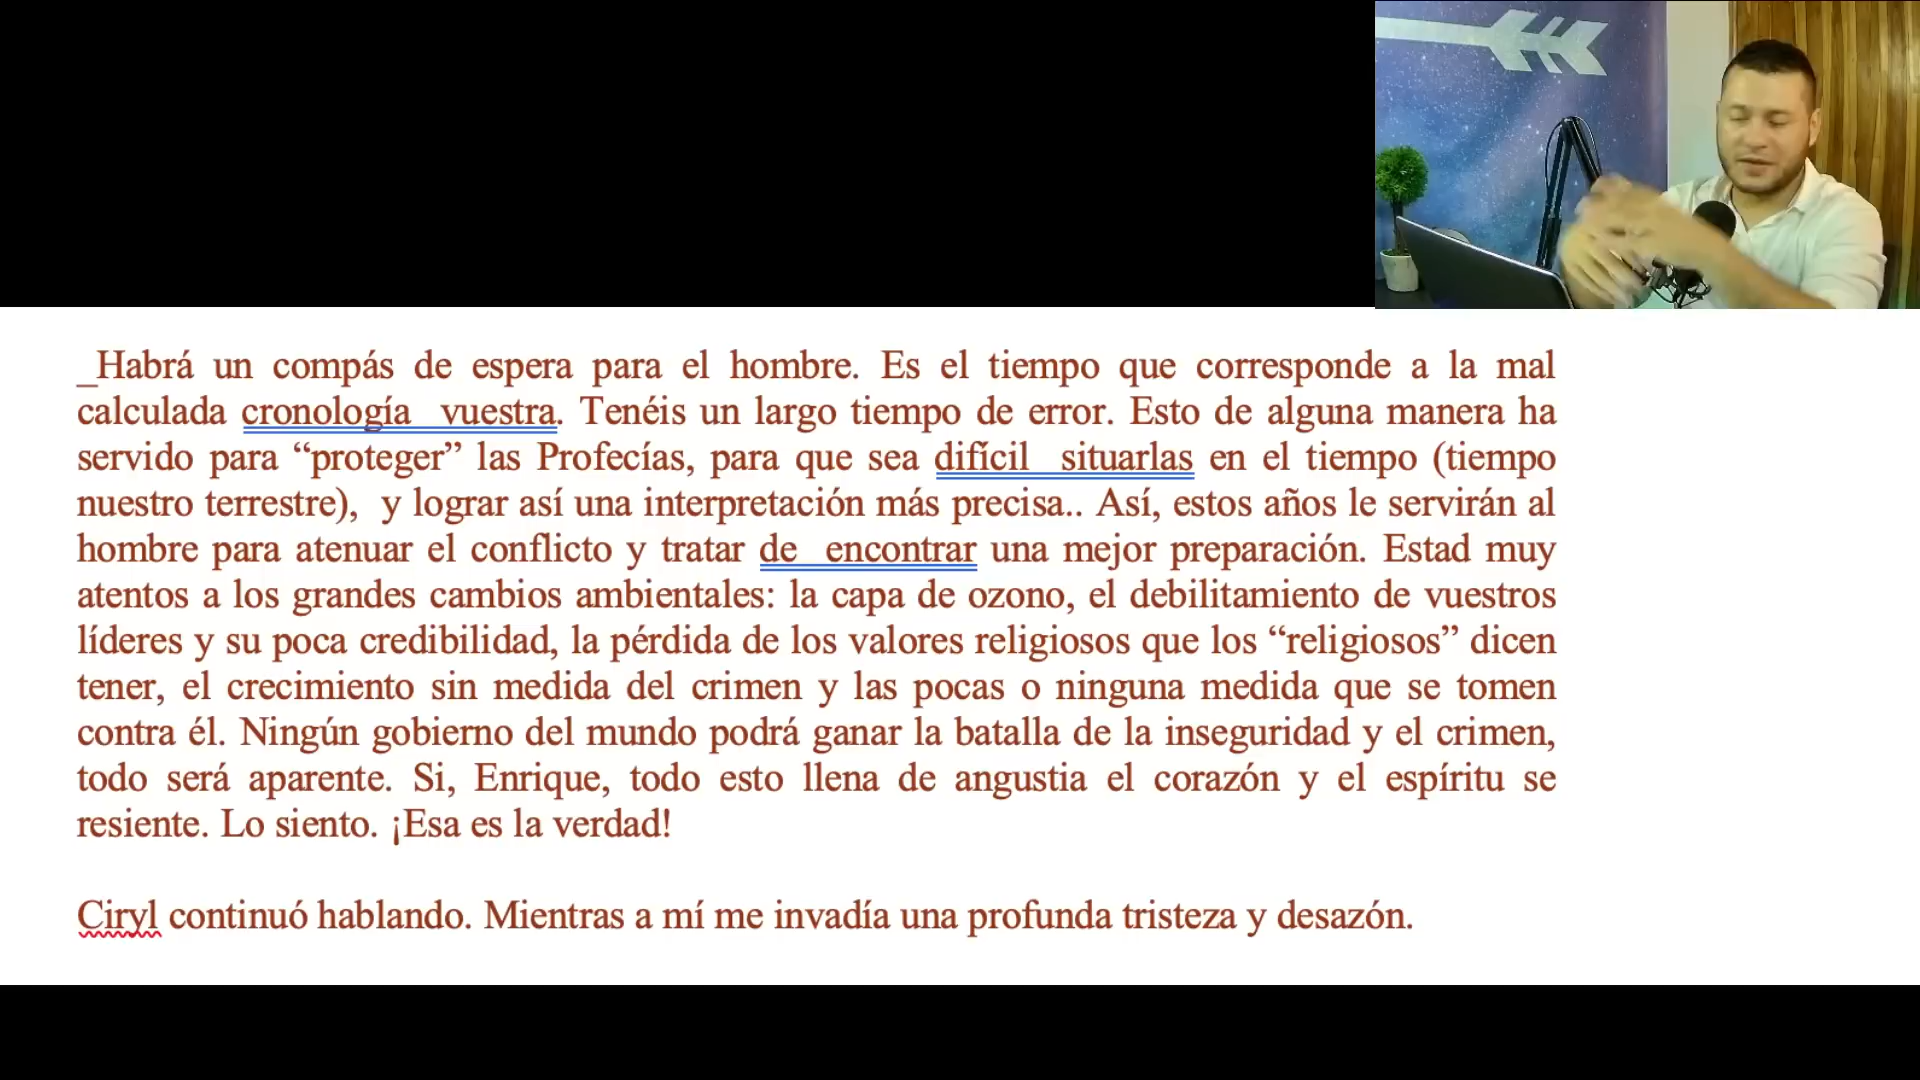 _Habrá un compás de espera para el hombre. Es el tiempo que corresponde a la mal
calculada cronología vuestra. Tenéis un largo tiempo de error. Esto de alguna manera ha
servido para “proteger” las Profecías, para que sea difícil situarlas en el tiempo (tiempo
nuestro terrestre), y lograr así una interpretación más precisa.. Así, estos años le servirán al
hombre para atenuar el conflicto y tratar de encontrar una mejor preparación. Estad muy
atentos a los grandes cambios ambientales: la capa de ozono, el debilitamiento de vuestros
líderes y su poca credibilidad, la pérdida de los valores religiosos que los “religiosos” dicen
tener, el crecimiento sin medida del crimen y las pocas o ninguna medida que se tomen
contra él. Ningún gobierno del mundo podrá ganar la batalla de la inseguridad y el crimen,
todo será aparente. Si, Enrique, todo esto llena de angustia el corazón y el espíritu se
resiente. Lo siento. ¡Esa es la verdad!
Ciryl continuó hablando. Mientras a mí me invadía una profunda tristeza y desazón.